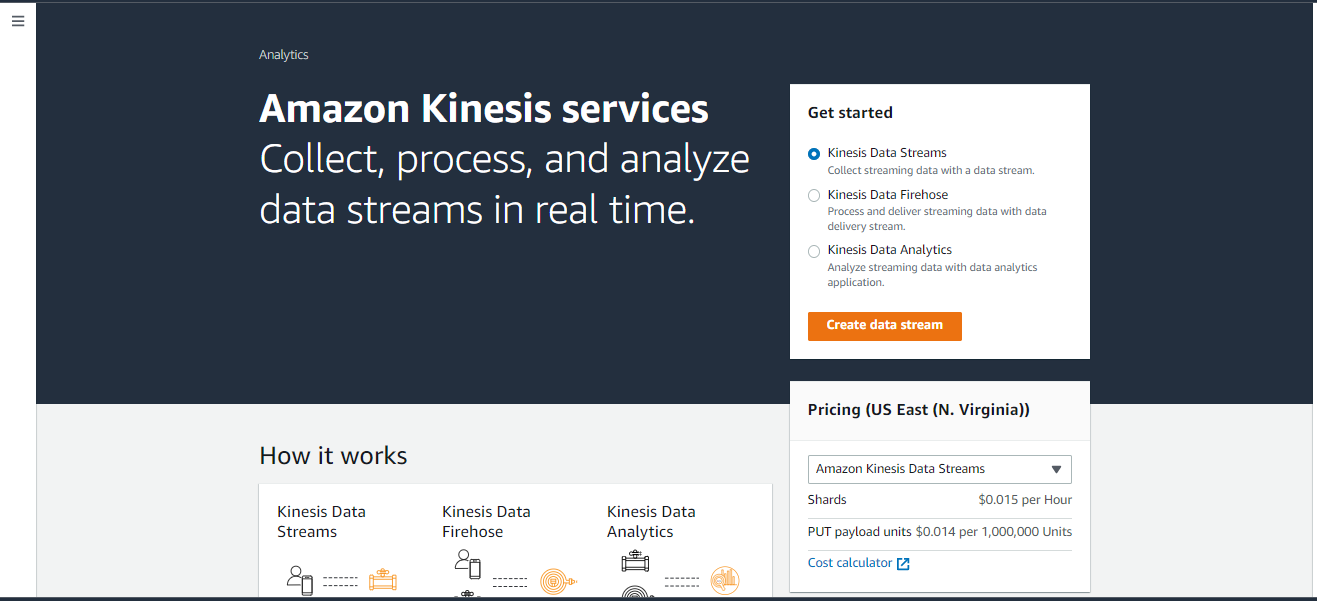 Analytics
Amazon Kinesis services
Collect, process, and analyze
data streams in real time.
Get started
Kinesis Data Streams
Collect streaming data with a data stream.
Kinesis Data Firehose
Process and deliver streaming data with data
delivery stream.
Kinesis Data Analytics
Analyze streaming data with data analytics
application.
Create data stream
Pricing (US East (N. Virginia))
Amazon Kinesis Data Streams
Shards $0.015 per Hour
PUT payload units $0.014 per 1,000,000 Units
Cost calculator
How it works
Kinesis Data
Streams
Kinesis Data
Firehose
Kinesis Data
Analytics